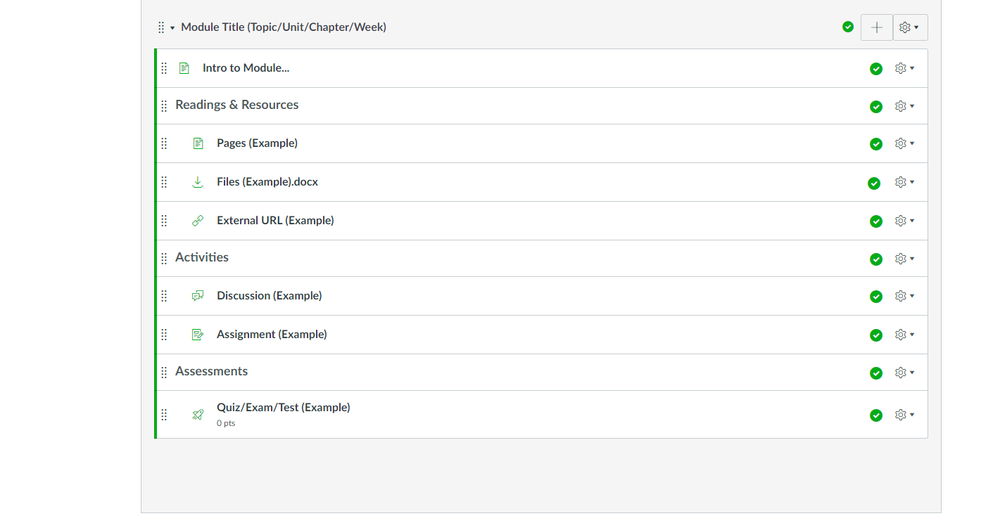 Module Title (Topic/Unit/Chapter/Week)
Intro to Module...
Readings & Resources
Pages (Example)
Files (Example).docx
External URL (Example)
Activities
Discussion (Example)
Assignment (Example)
Assessments
Quiz/Exam/Test (Example)
0 pts